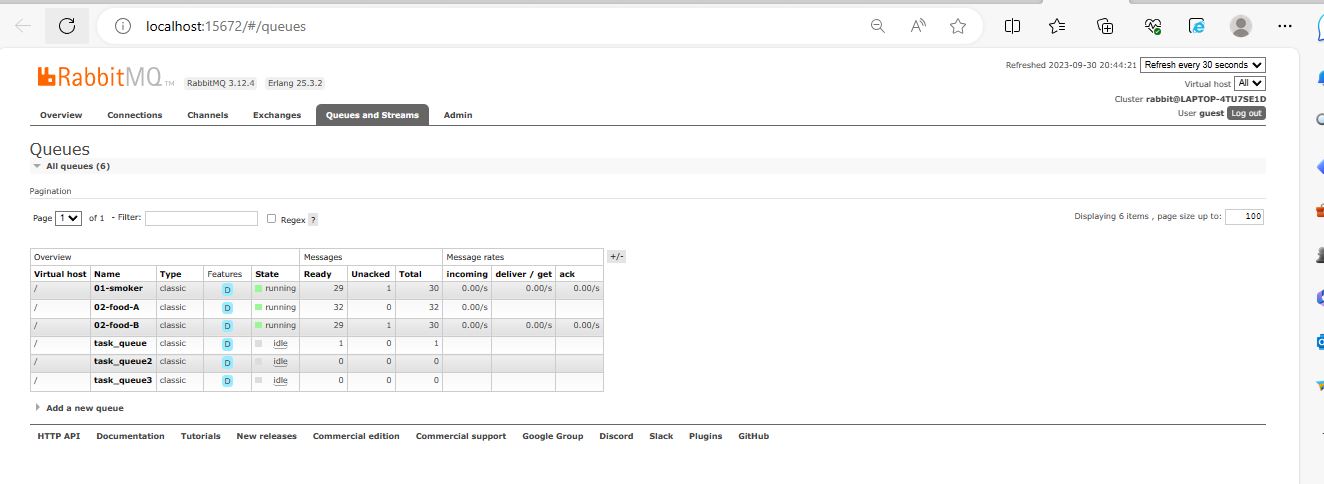 localhost:15672/#/queues
RabbitMQ TM RabbitMQ 3.12.4 Erlang 25.3.2
Refreshed 2023-09-30 20:44:21 Refresh every 30 seconds
Virtual host All
Cluster rabbit@LAPTOP-4TU7SE1D
User guest Log out
Overview Connections Channels Exchanges Queues and Streams Admin
Queues
All queues (6)
Pagination
Page 1 of 1 - Filter: Regex ? Displaying 6 items , page size up to: 100
Overview Messages Message rates +/-
Virtual host Name Type Features State Ready Unacked Total incoming deliver / get ack
/ 01-smoker classic D running 29 1 30 0.00/s 0.00/s 0.00/s
/ 02-food-A classic D running 32 0 32 0.00/s
/ 02-food-B classic D running 29 1 30 0.00/s 0.00/s 0.00/s
/ task_queue classic D idle 1 0 1
/ task_queue2 classic D idle 0 0 0
/ task_queue3 classic D idle 0 0 0
Add a new queue
HTTP API Documentation Tutorials New releases Commercial edition Commercial support Google Group Discord Slack Plugins GitHub